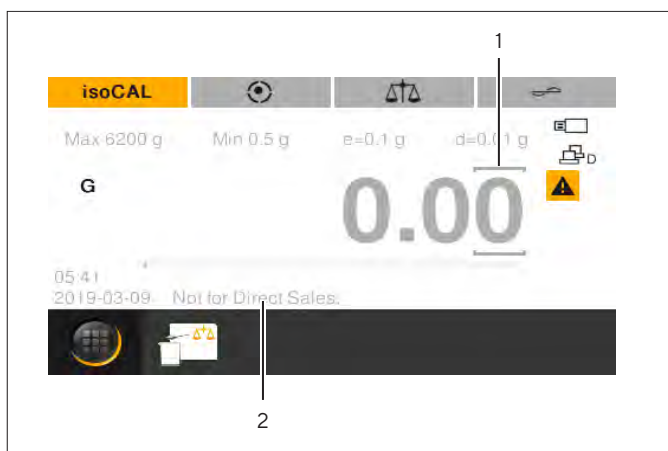 1
isoCAL
Max 6200 g Min 0.5 g e=0.1 g d=0.01 g
D
G 0.00
05:41
2019-03-09 Not for Direct Sales.
2